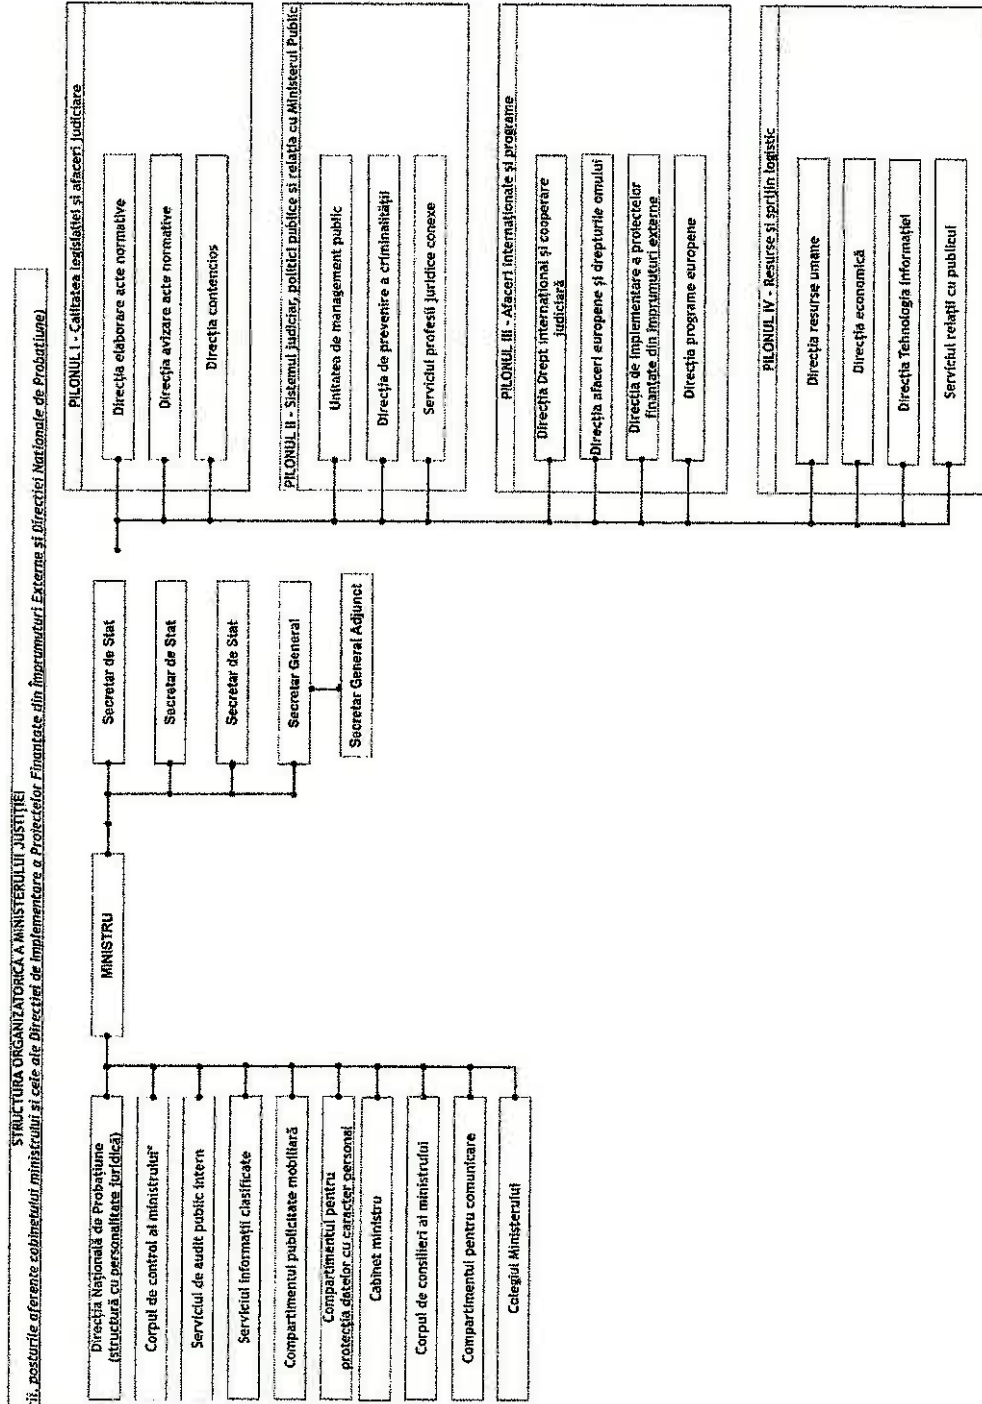 STRUCTURA ORGANIZATORICĂ A MINISTERULUI JUSTIȚIEI
posturile aferente cabinetului ministrului si cele ale Direcției de Implementare a Proiectelor Finanțate din Împrumuturi Externe și Direcției Naționale de Probațiune)
Direcția Națională de Probațiune
(structură cu personalitate juridică)
Corpul de control al ministrului*
Serviciul de audit public intern
Serviciul informații clasificate
Compartimentul publicitate mobiliară
Compartimentul pentru
protecția datelor cu caracter personal
Cabinet ministru
Corpul de consilieri ai ministrului
Compartimentul pentru comunicare
Colegiul Ministerului
MINISTRU
Secretar de Stat
Secretar de Stat
Secretar de Stat
Secretar General
Secretar General Adjunct
PILONUL I - Calitatea legislației și afaceri judiciare
Direcția elaborare acte normative
Direcția avizare acte normative
Direcția contencios
PILONUL II - Sistemul judiciar, politici publice si relația cu Ministerul Public
Unitatea de management public
Direcția de prevenire a criminalității
Serviciul profesii juridice conexe
PILONUL III - Afaceri internaționale și programe
Direcția Drept internațional și cooperare
judiciară
Direcția afaceri europene și drepturile omului
Direcția de implementare a proiectelor
finanțate din împrumuturi externe
Direcția programe europene
PILONUL IV - Resurse și sprijin logistic
Direcția resurse umane
Direcția economică
Direcția Tehnologia Informației
Serviciul relații cu publicul